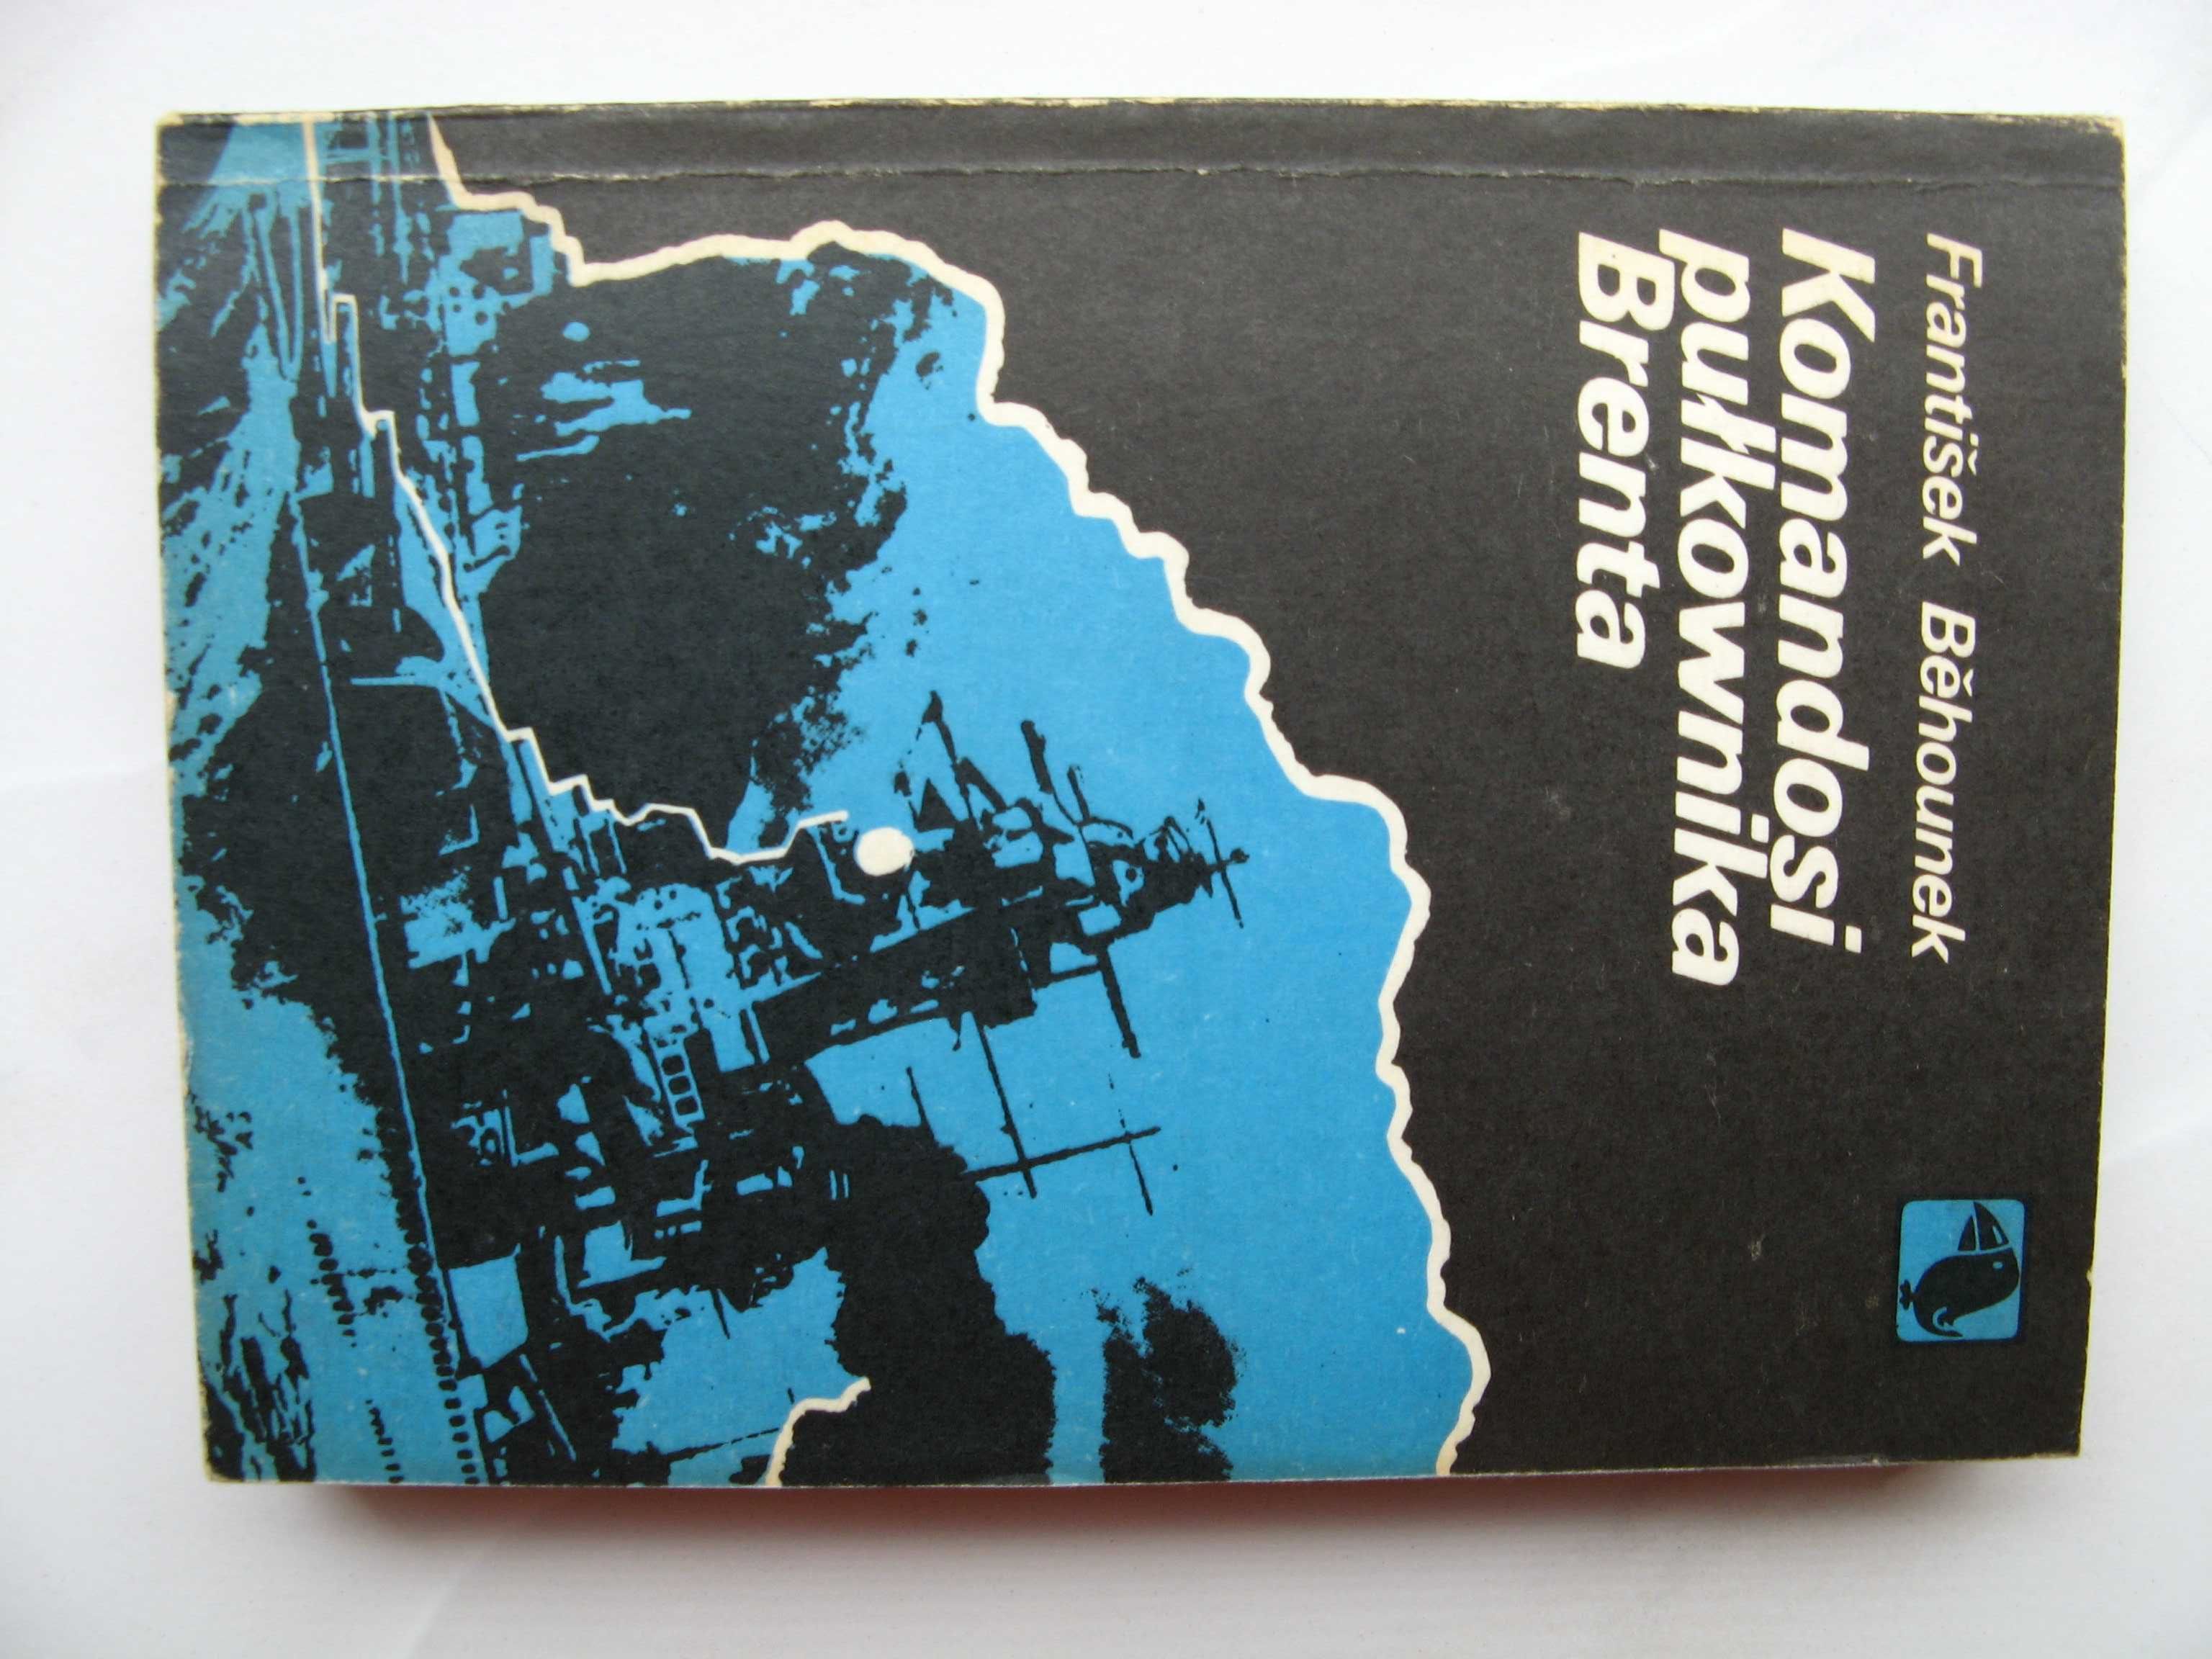 František Běhounek
Komandosi
pułkownika
Brenta